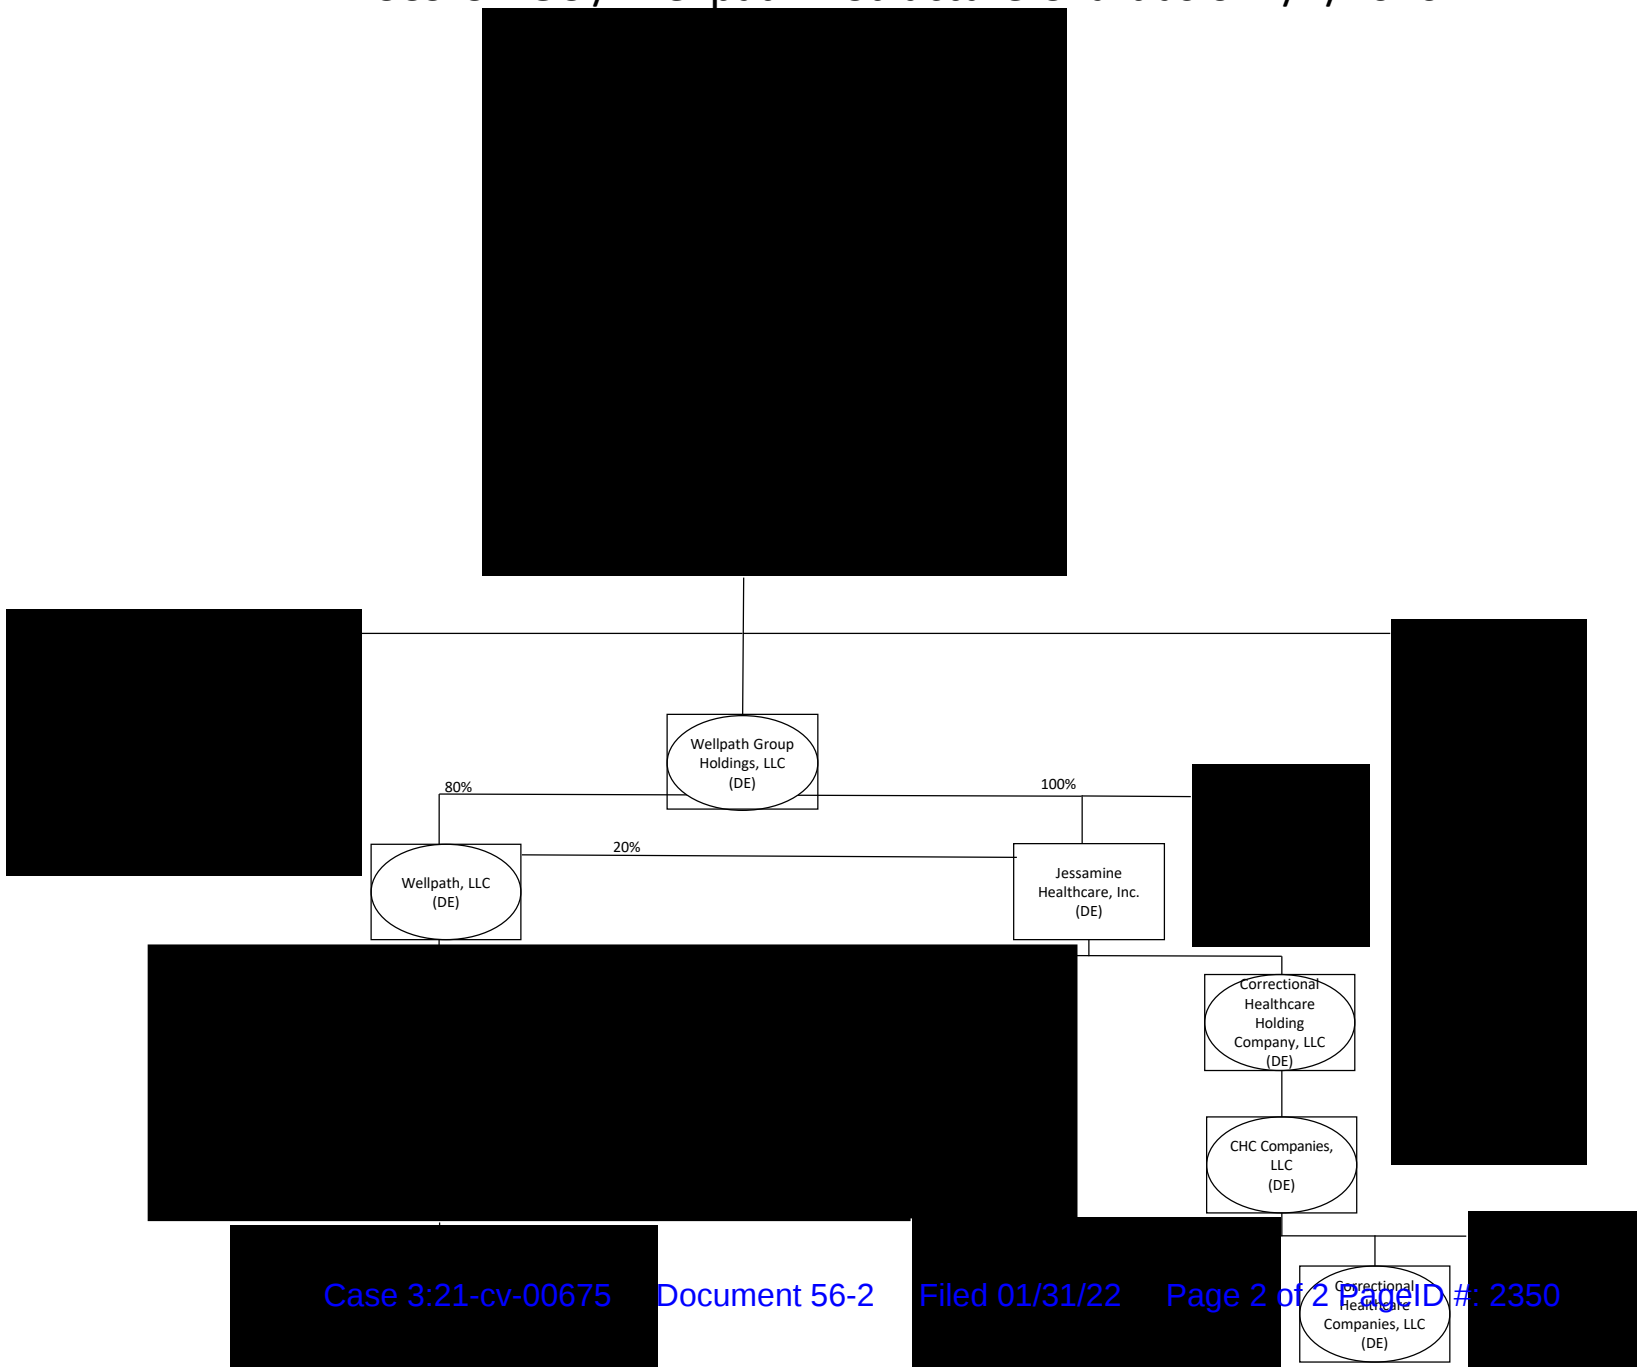 Wellpath Group
Holdings, LLC
(DE)
80%
100%
20%
Wellpath, LLC
(DE)
Jessamine
Healthcare, Inc.
(DE)
Correctional
Healthcare
Holding
Company, LLC
(DE)
CHC Companies,
LLC
(DE)
Case 3:21-cv-00675 Document 56-2 Filed 01/31/22 Page 2 of 2 PageID #: 2350
Correctional
Healthcare
Companies, LLC
(DE)